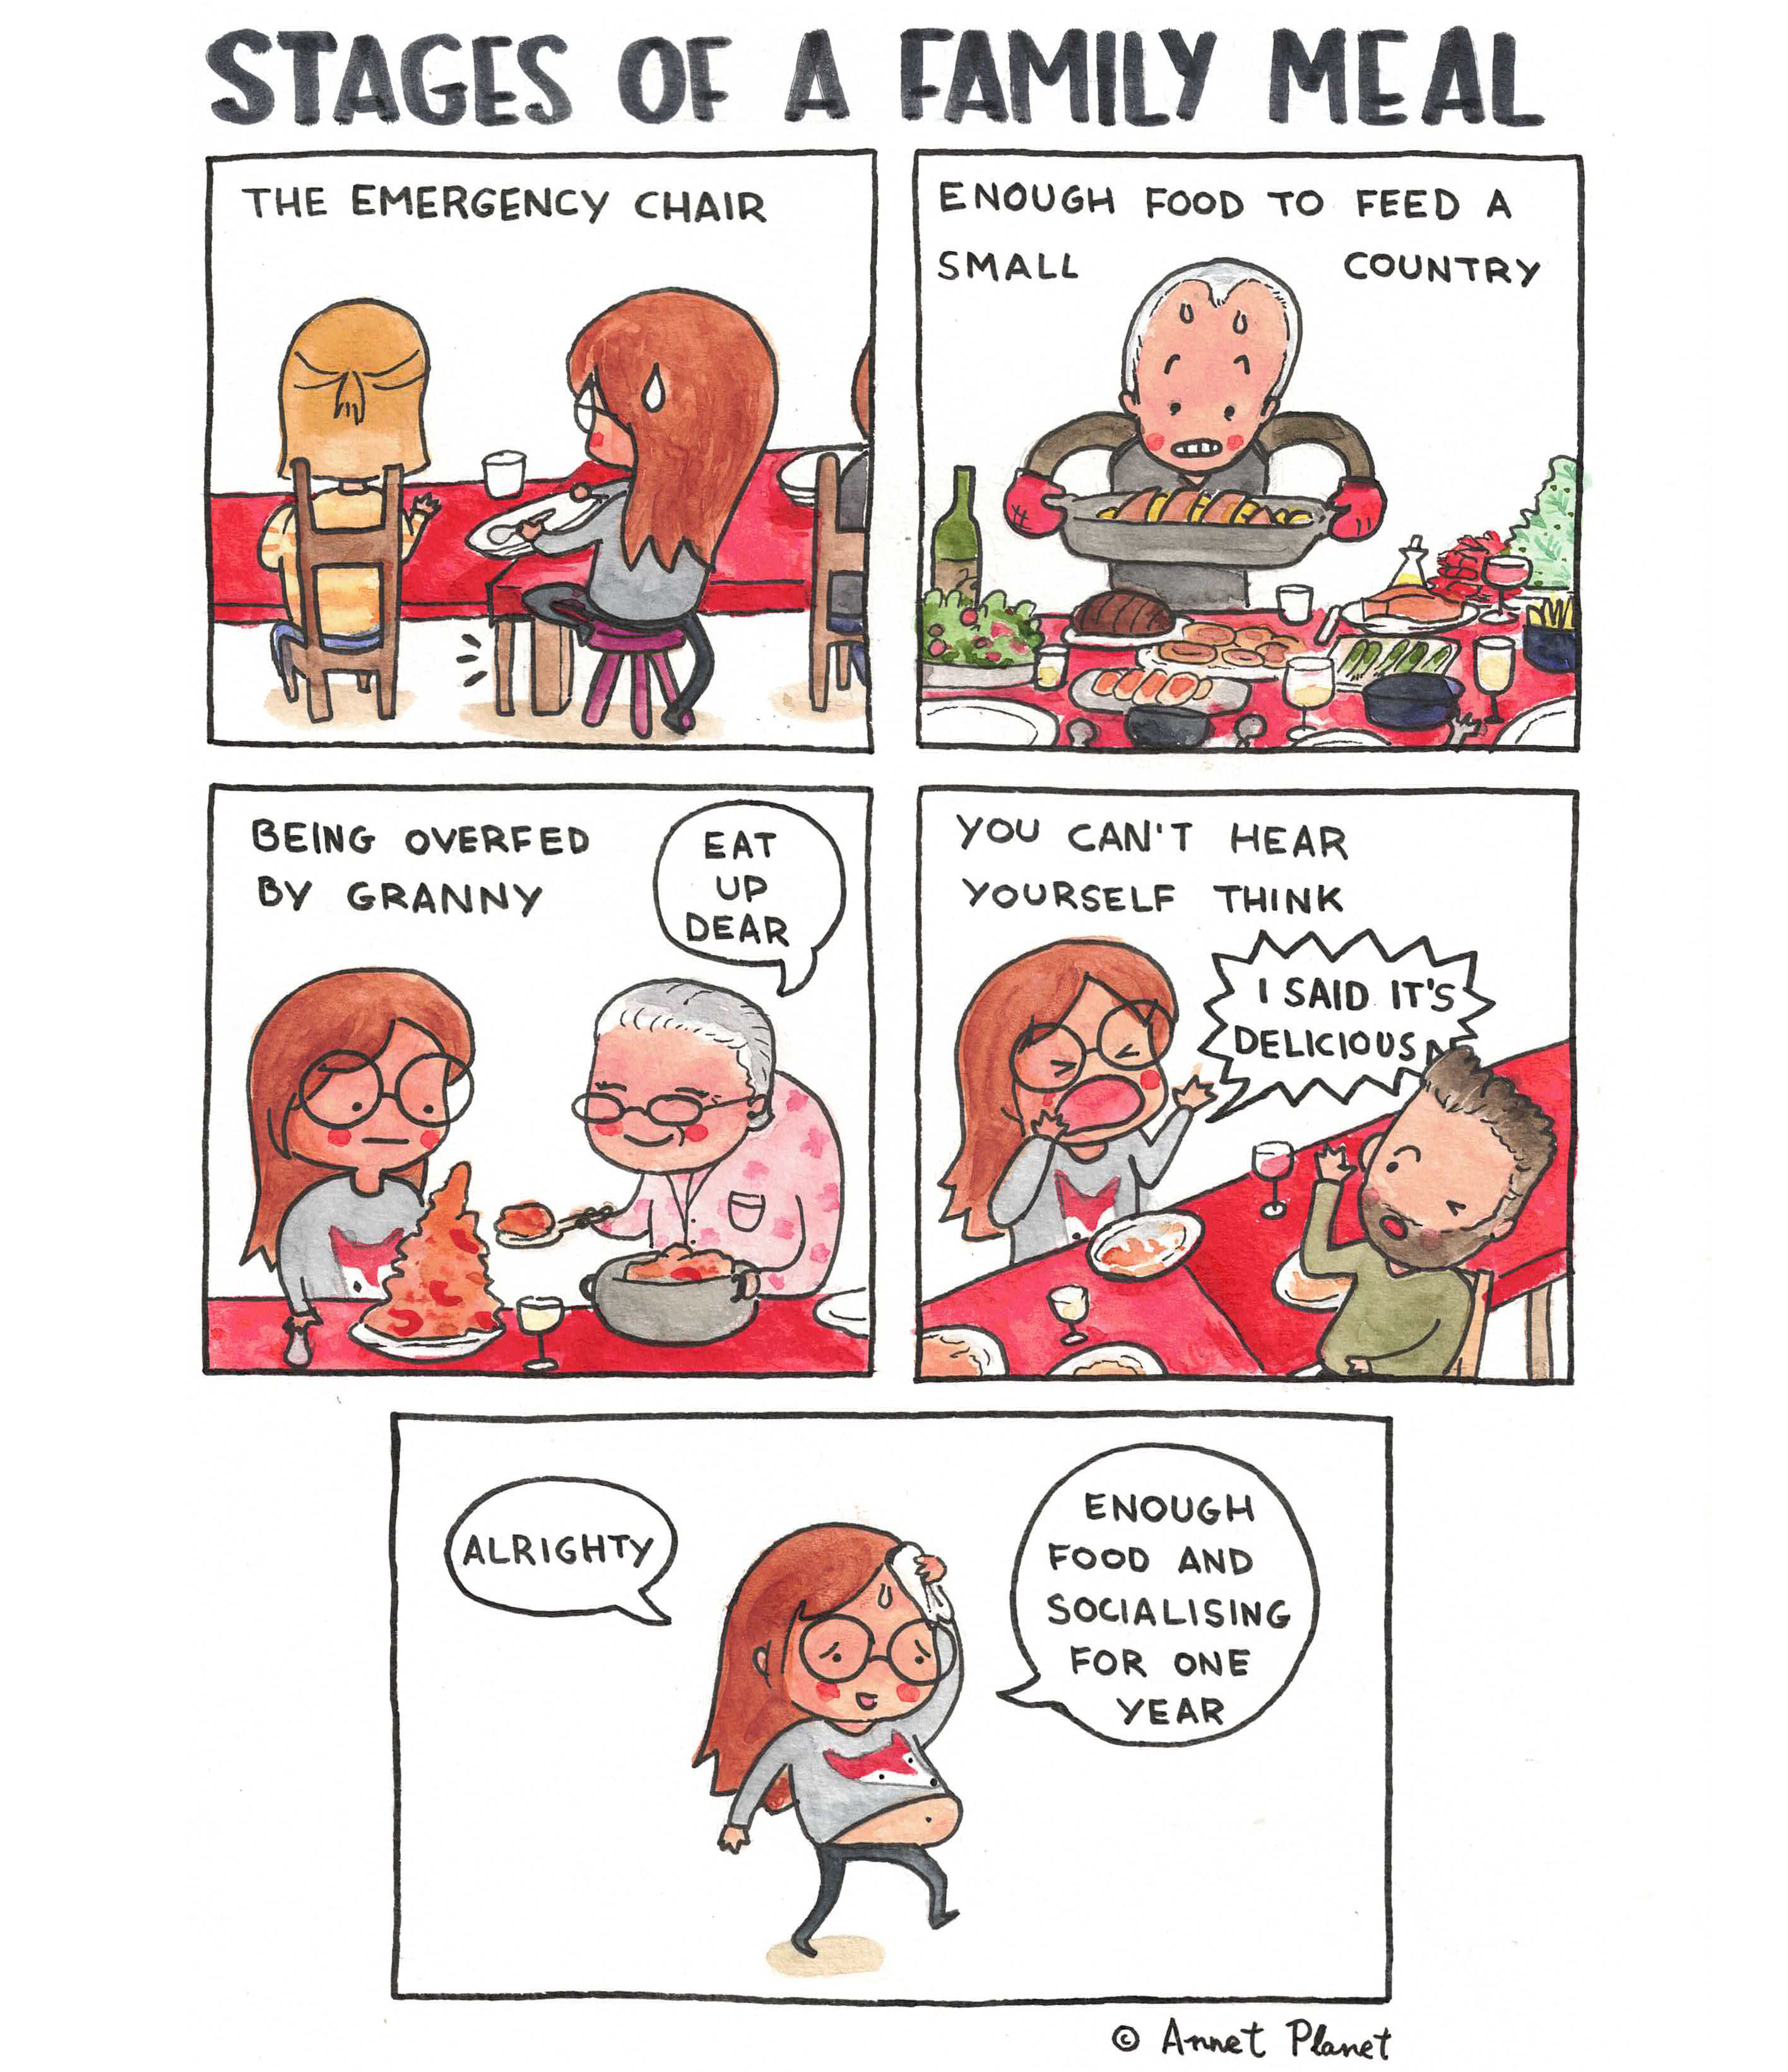 STAGES OF A FAMILY MEAL
THE EMERGENCY CHAIR
ENOUGH FOOD TO FEED A
SMALL COUNTRY
BEING OVERFED
BY GRANNY
EAT
UP
DEAR
YOU CAN'T HEAR
YOURSELF THINK
I SAID IT'S
DELICIOUS
ALRIGHTY
ENOUGH
FOOD AND
SOCIALISING
FOR ONE
YEAR
© Annet Planet